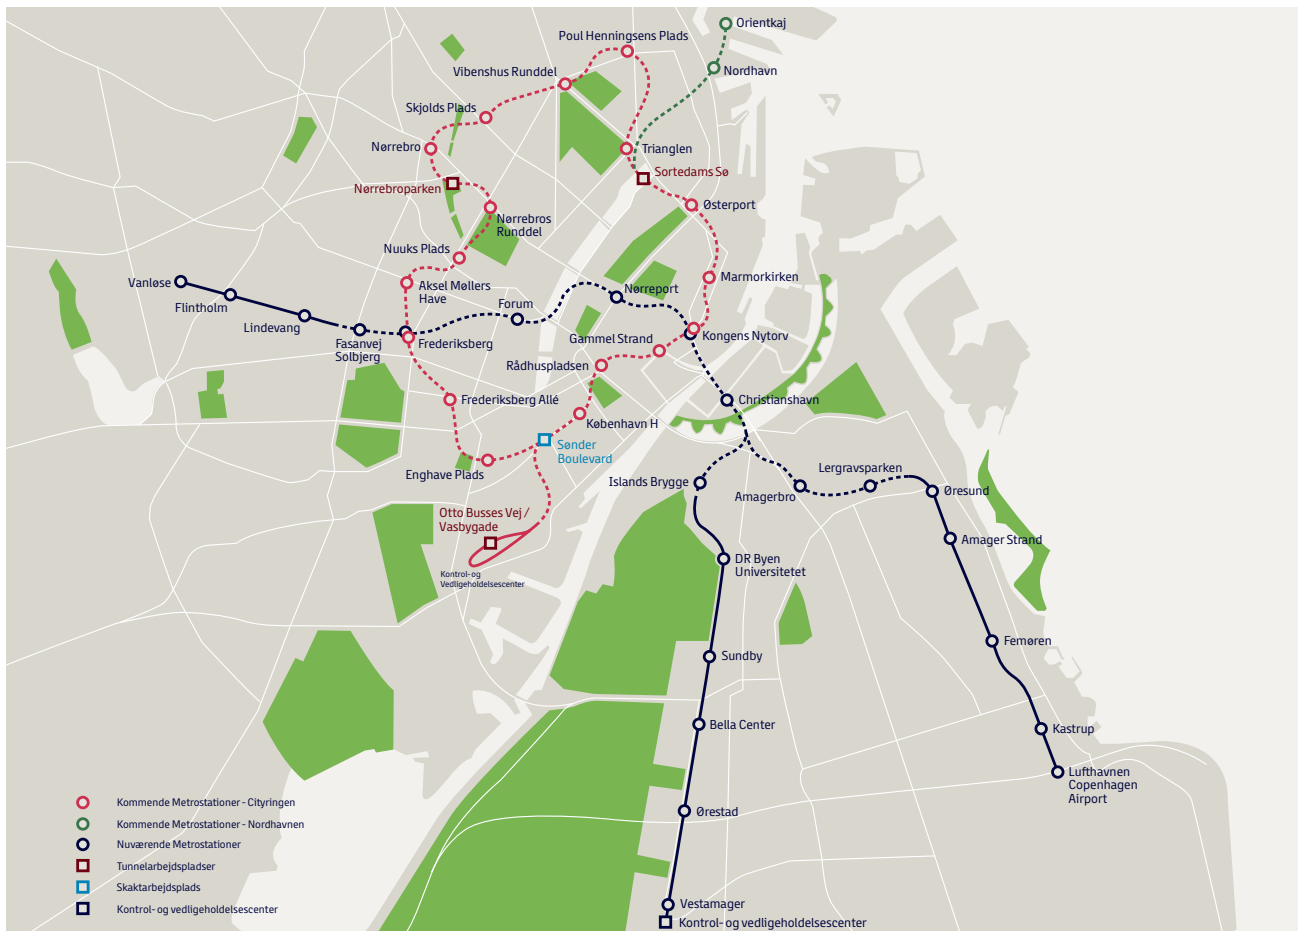 Orientkaj
Poul Henningsens Plads
Nordhavn
Vibenshus Runddel
Skjolds Plads
Nørrebro
Trianglen
Sortedams Sø
Nørrebroparken
Østerport
Nørrebros
Runddel
Nuuks Plads
Marmorkirken
Vanløse
Aksel Møllers
Have
Nørreport
Flintholm
Forum
Lindevang
Gammel Strand
Kongens Nytorv
Fasanvej
Solbjerg
Frederiksberg
Rådhuspladsen
Frederiksberg Allé
Christianshavn
København H
Sønder
Boulevard
Enghave Plads
Lergravsparken
Islands Brygge
Amagerbro
Øresund
Otto Busses Vej /
Vasbygade
Amager Strand
DR Byen
Universitetet
Kontrol- og
Vedligeholdelsescenter
Femøren
Sundby
Bella Center
Kastrup
Lufthavnen
Copenhagen
Airport
Ørestad
Vestamager
Kontrol- og vedligeholdelsescenter
Kommende Metrostationer - Cityringen
Kommende Metrostationer - Nordhavnen
Nuværende Metrostationer
Tunnelarbejdspladser
Skaktarbejdsplads
Kontrol- og vedligeholdelsescenter